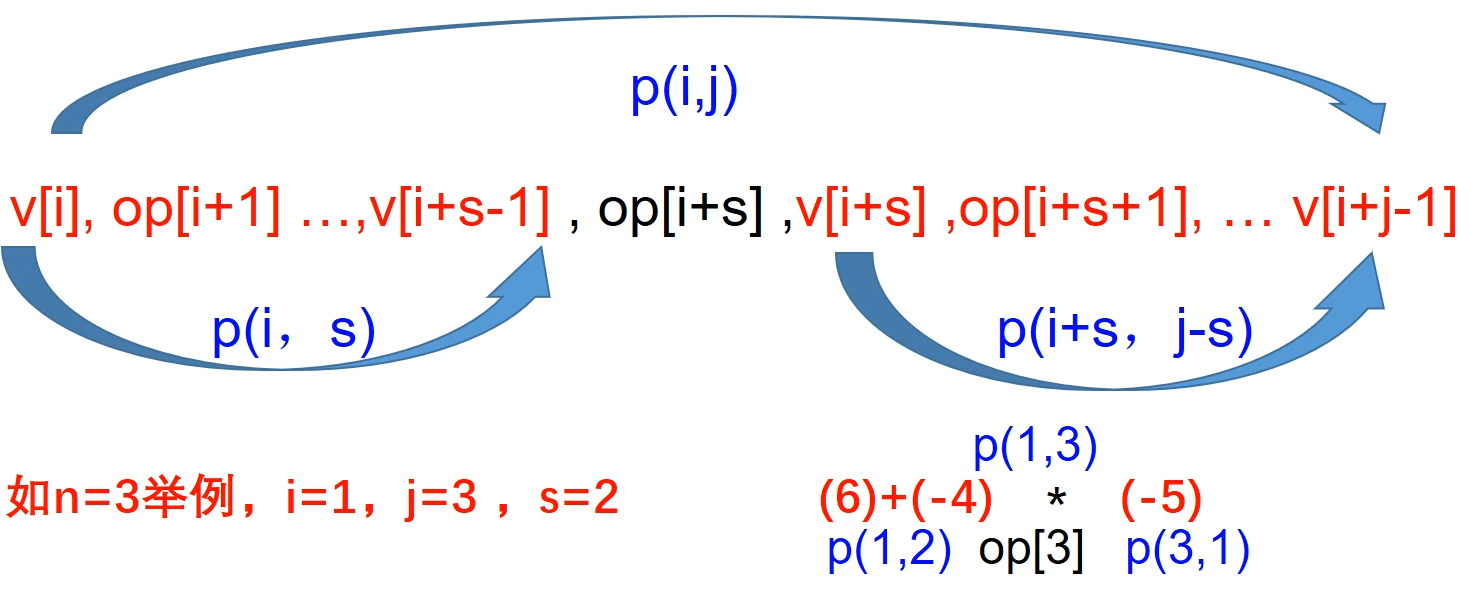 p(i,j)
v[i], op[i+1] …,v[i+s-1] , op[i+s] ,v[i+s] ,op[i+s+1], … v[i+j-1]
p(i，s) p(i+s，j-s)
p(1,3)
如n=3举例，i=1，j=3 ，s=2 (6)+(-4) * (-5)
p(1,2) op[3] p(3,1)